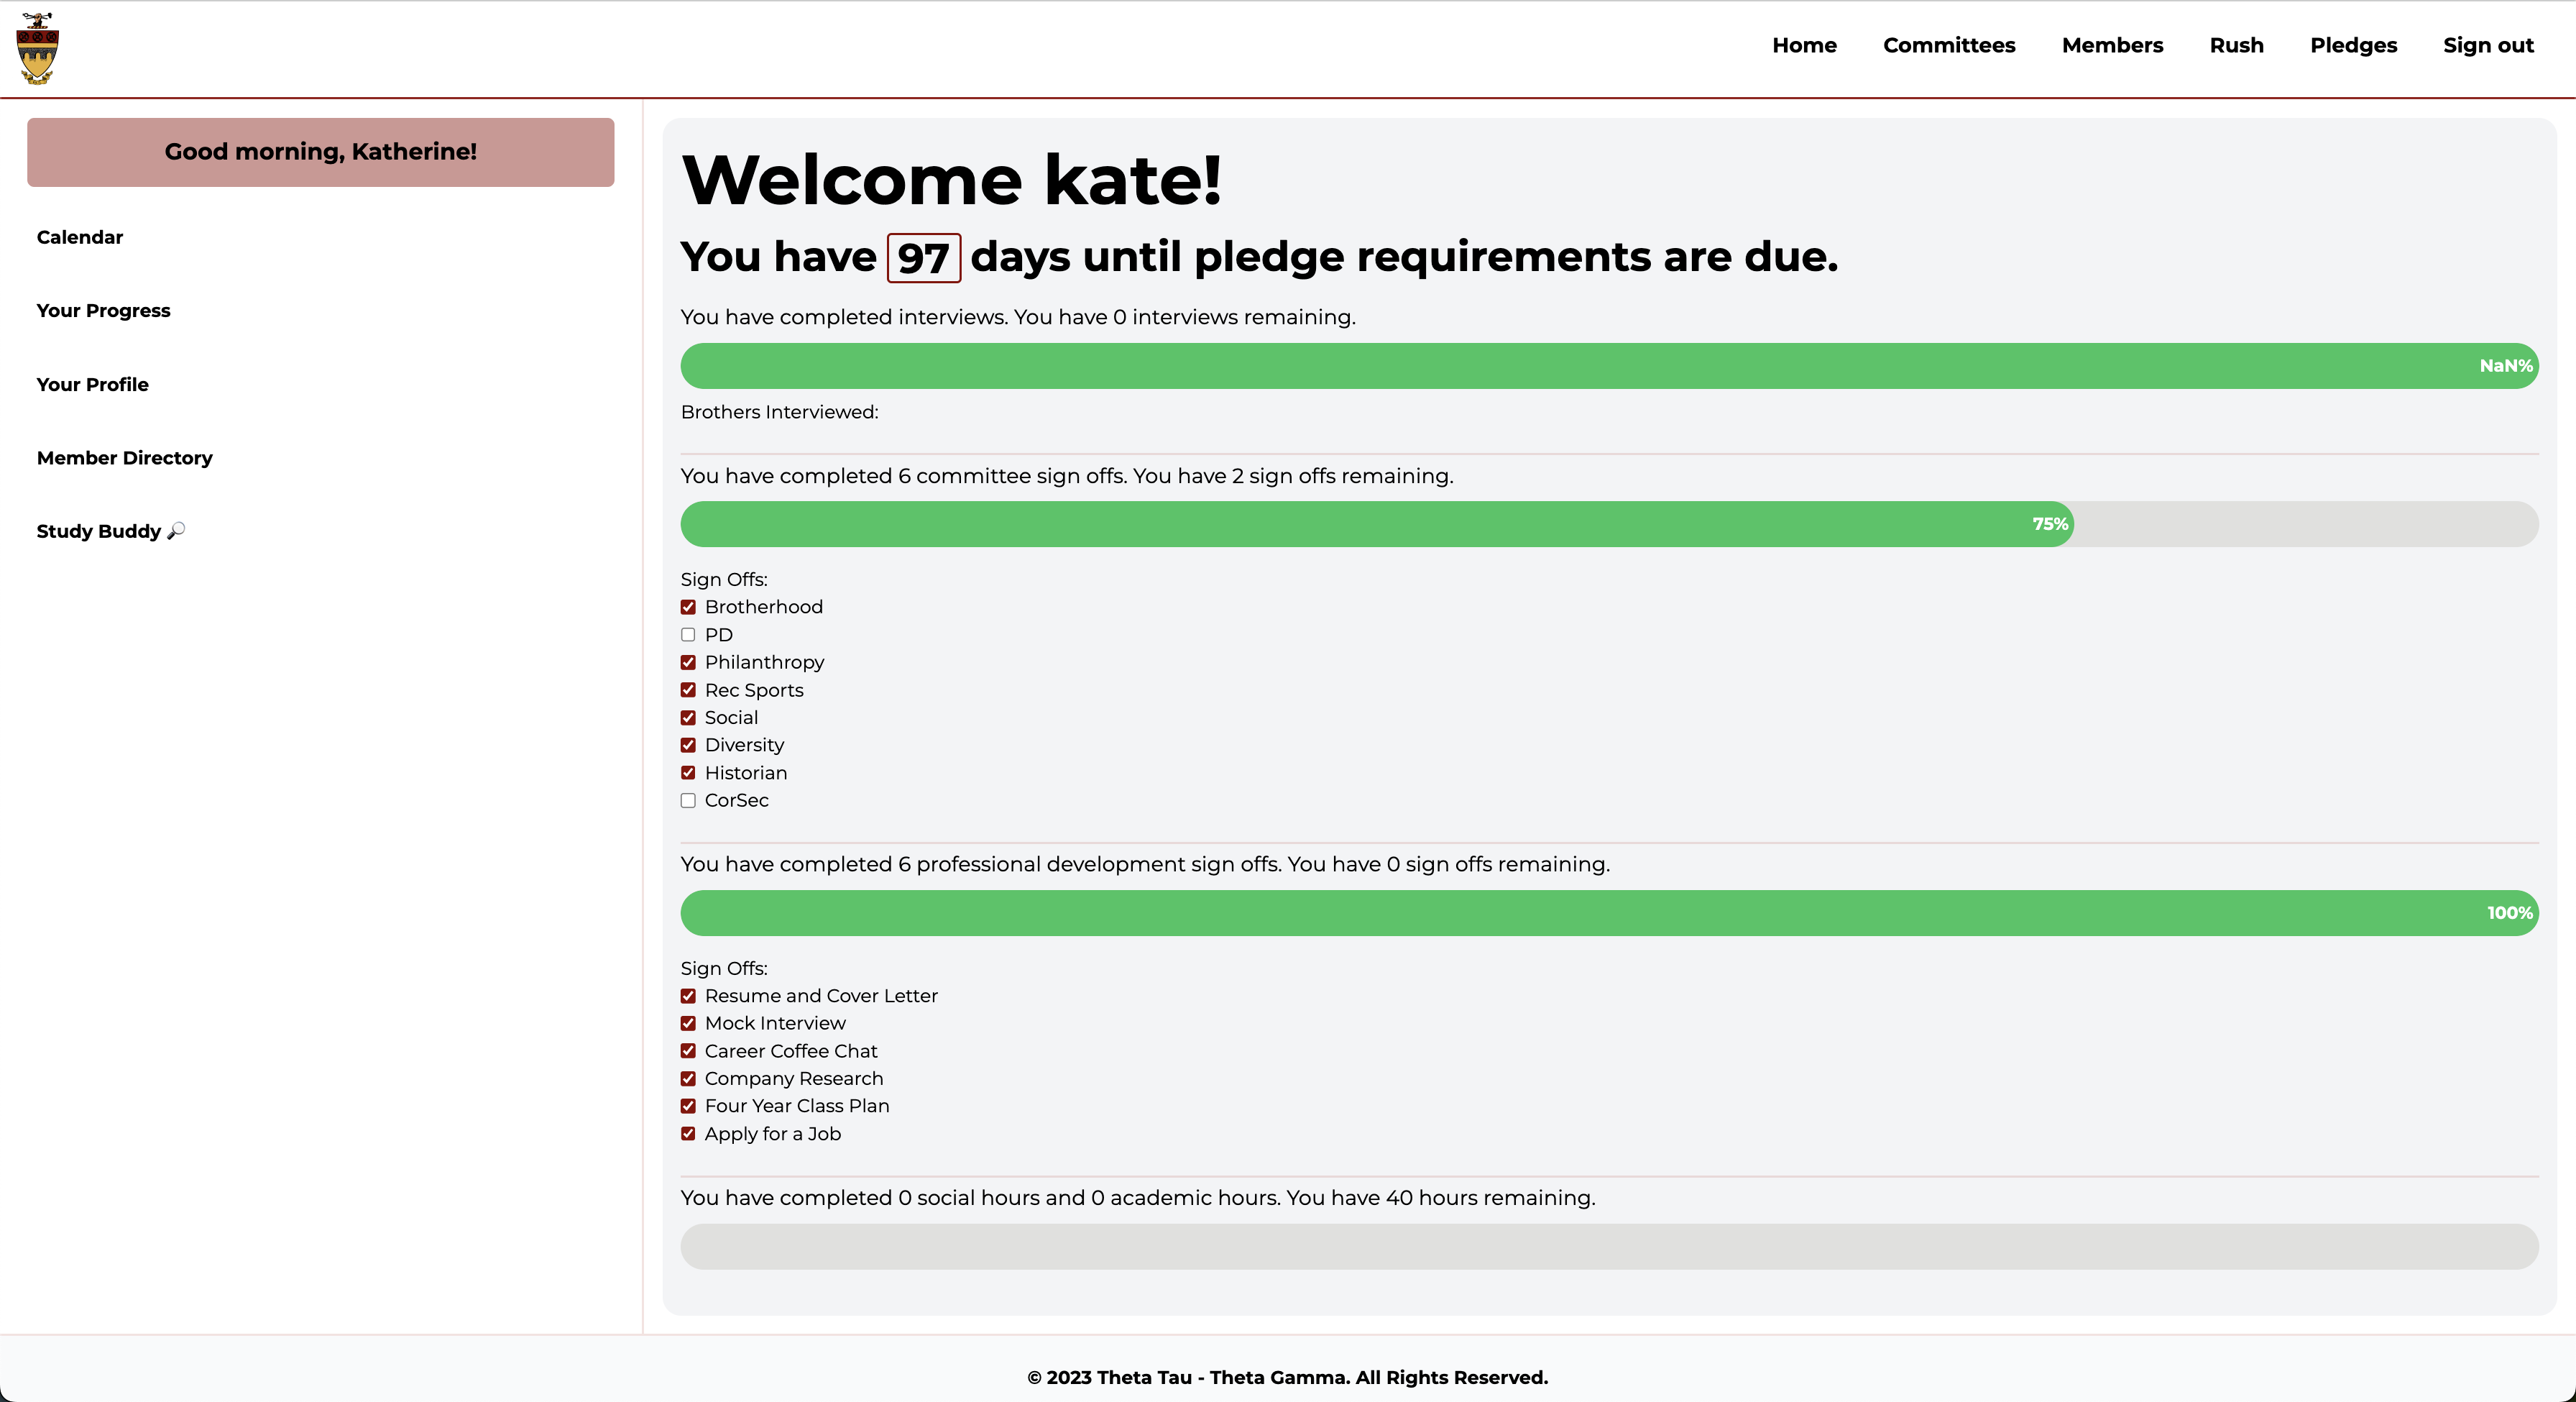 Home Committees Members Rush Pledges Sign out
Good morning, Katherine!
Calendar
Your Progress
Your Profile
Member Directory
Study Buddy 🔎
Welcome kate!
You have 97 days until pledge requirements are due.
You have completed interviews. You have 0 interviews remaining.
NaN%
Brothers Interviewed:
You have completed 6 committee sign offs. You have 2 sign offs remaining.
75%
Sign Offs:
Brotherhood
PD
Philanthropy
Rec Sports
Social
Diversity
Historian
CorSec
You have completed 6 professional development sign offs. You have 0 sign offs remaining.
100%
Sign Offs:
Resume and Cover Letter
Mock Interview
Career Coffee Chat
Company Research
Four Year Class Plan
Apply for a Job
You have completed 0 social hours and 0 academic hours. You have 40 hours remaining.
© 2023 Theta Tau - Theta Gamma. All Rights Reserved.